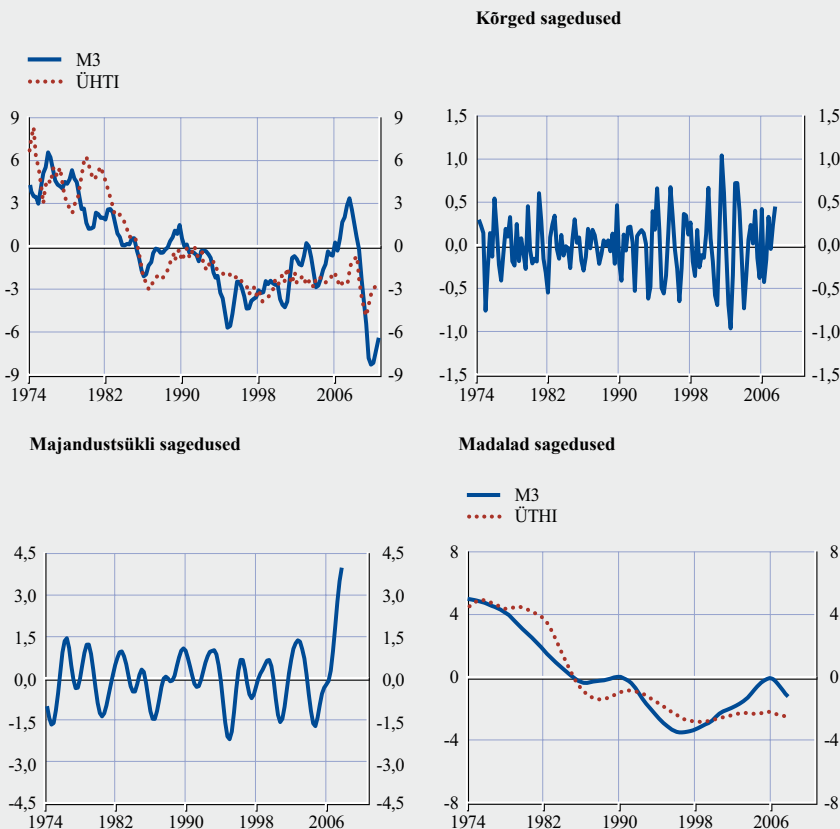 Kõrged sagedused
M3
ÜHTI
9 9
6 6
3 3
0 0
-3 -3
-6 -6
-9 -9
1974 1982 1990 1998 2006
1,5 1,5
1,0 1,0
0,5 0,5
0,0 0,0
-0,5 -0,5
-1,0 -1,0
-1,5 -1,5
1974 1982 1990 1998 2006
Majandustsükli sagedused
4,5 4,5
3,0 3,0
1,5 1,5
0,0 0,0
-1,5 -1,5
-3,0 -3,0
-4,5 -4,5
1974 1982 1990 1998 2006
Madalad sagedused
M3
ÜTHI
8 8
4 4
0 0
-4 -4
-8 -8
1974 1982 1990 1998 2006